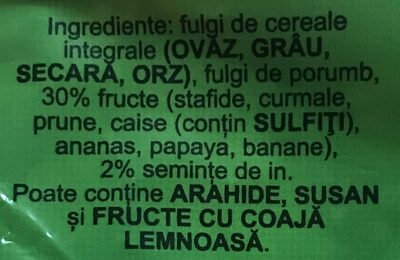 Ingrediente: fulgi de cereale
integrale (OVĂZ, GRÂU,
SECARĂ, ORZ), fulgi de porumb,
30% fructe (stafide, curmale,
prune, caise (conțin SULFIȚI),
ananas, papaya, banane),
2% semințe de in.
Poate conține ARAHIDE, SUSAN
și FRUCTE CU COAJĂ
LEMNOASĂ.